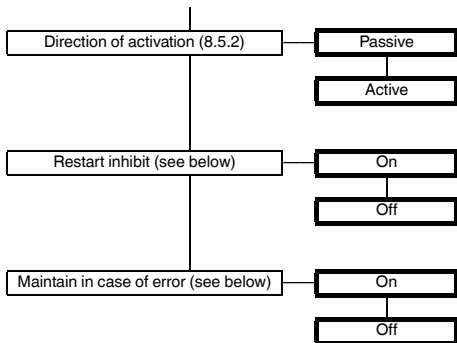 Direction of activation (8.5.2)
Passive
Active
Restart inhibit (see below)
On
Off
Maintain in case of error (see below)
On
Off